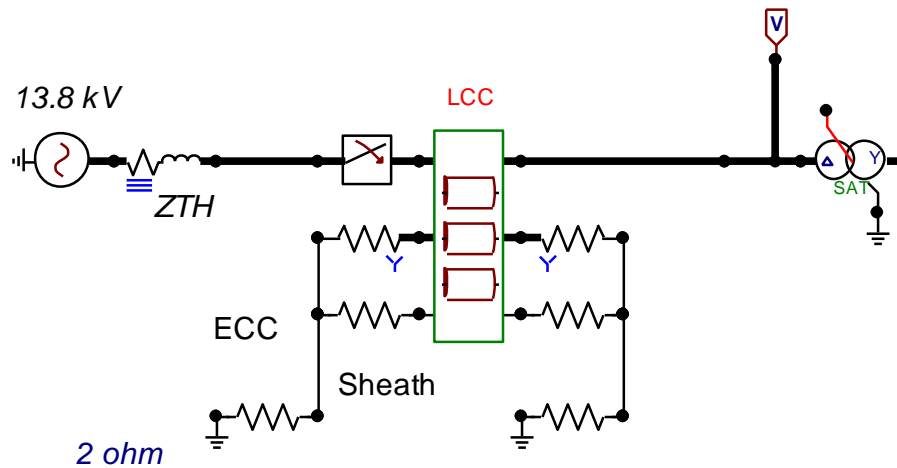 V
13.8 kV
LCC
Y
SAT
ZTH
Y
Y
ECC
Sheath
2 ohm